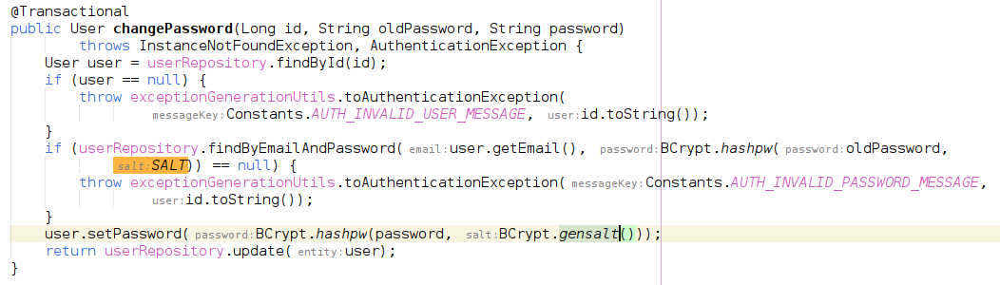 @Transactional
public User changePassword(Long id, String oldPassword, String password)
throws InstanceNotFoundException, AuthenticationException {
User user = userRepository.findById(id);
if (user == null) {
throw exceptionGenerationUtils.toAuthenticationException(
messageKey: Constants.AUTH_INVALID_USER_MESSAGE, user: id.toString());
}
if (userRepository.findByEmailAndPassword( email: user.getEmail(), password: BCrypt.hashpw( password: oldPassword,
salt: SALT)) == null) {
throw exceptionGenerationUtils.toAuthenticationException( messageKey: Constants.AUTH_INVALID_PASSWORD_MESSAGE,
user: id.toString());
}
user.setPassword( password: BCrypt.hashpw(password, salt: BCrypt.gensalt()));
return userRepository.update( entity: user);
}